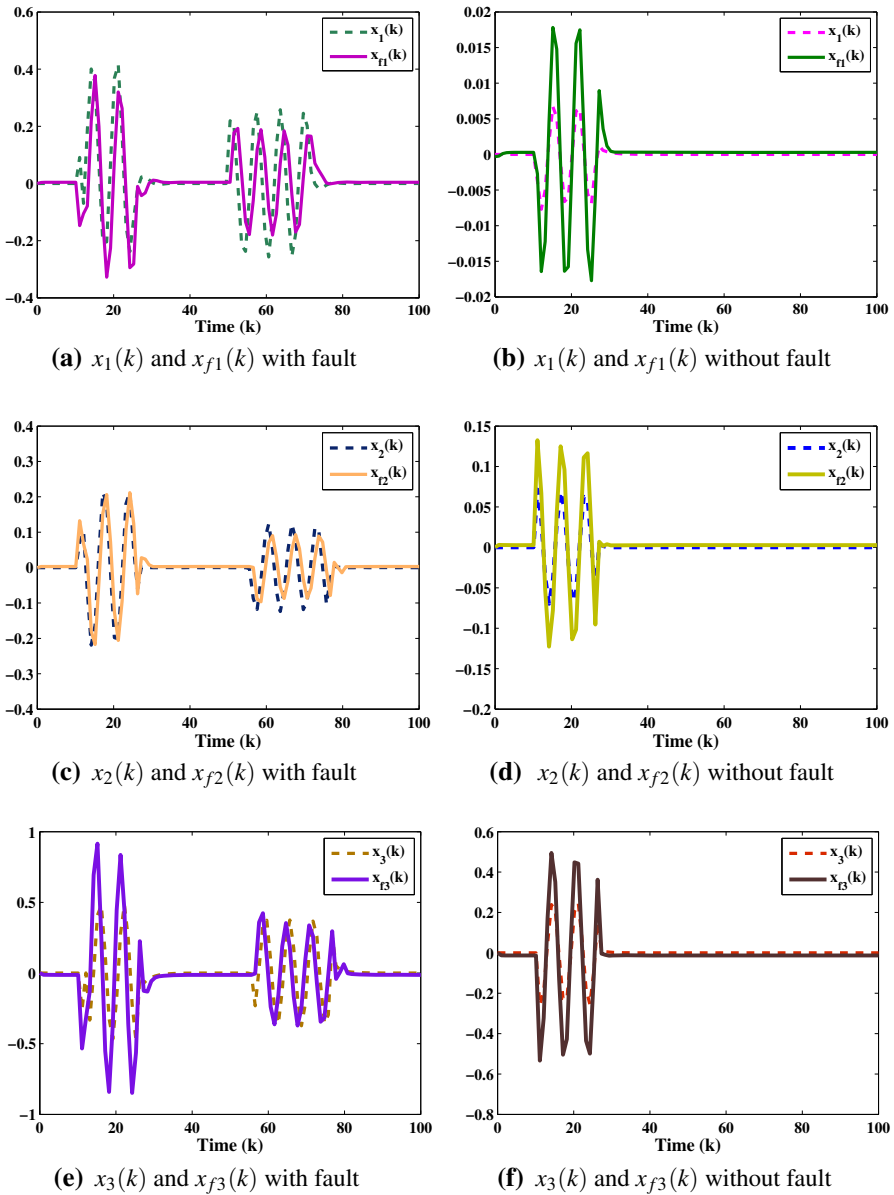 0.6
0.4
0.2
0
−0.2
−0.4
0 20 40 60 80 100
x1(k)
xf1(k)
Time (k)
(a) x1(k) and xf1(k) with fault
0.02
0.015
0.01
0.005
0
−0.005
−0.01
−0.015
−0.02
0 20 40 60 80 100
x1(k)
xf1(k)
Time (k)
(b) x1(k) and xf1(k) without fault
0.4
0.3
0.2
0.1
0
−0.1
−0.2
0.3
−0.4
0 20 40 60 80 100
x2(k)
xf2(k)
Time (k)
(c) x2(k) and xf2(k) with fault
0.15
0.1
0.05
0
−0.05
−0.1
−0.15
−0.2
0 20 40 60 80 100
x2(k)
xf2(k)
Time (k)
(d) x2(k) and xf2(k) without fault
1
0.5
0
−0.5
−1
0 20 40 60 80 100
x3(k)
xf3(k)
Time (k)
(e) x3(k) and xf3(k) with fault
0.6
0.4
0.2
0
−0.2
−0.4
−0.6
−0.8
0 20 40 60 80 100
x3(k)
xf3(k)
Time (k)
(f) x3(k) and xf3(k) without fault